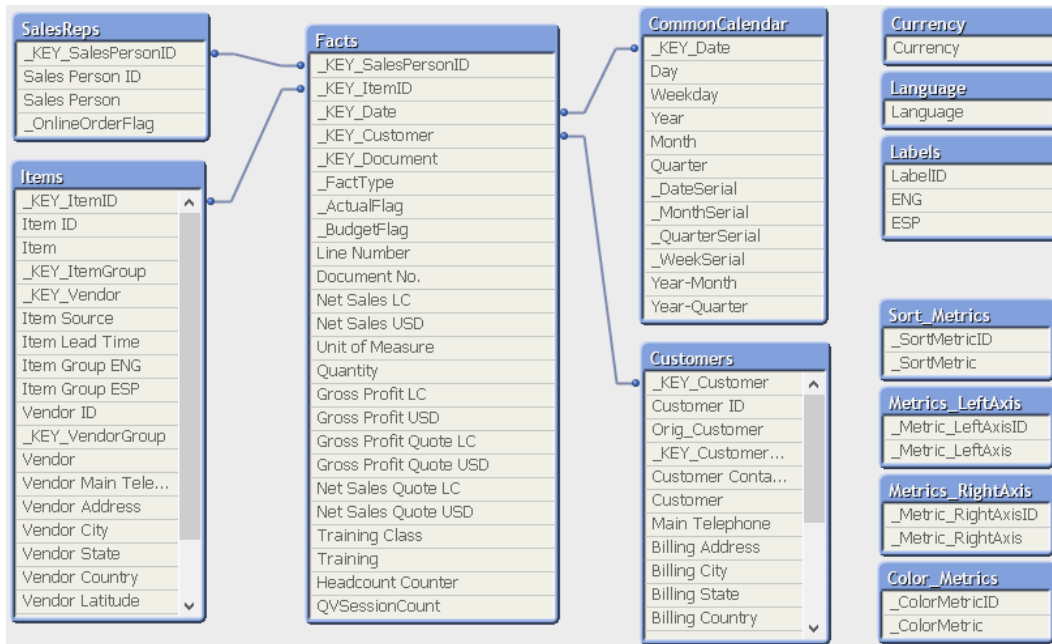 SalesReps
_KEY_SalesPersonID
Sales Person ID
Sales Person
_OnlineOrderFlag
Items
_KEY_ItemID
Item ID
Item
_KEY_ItemGroup
_KEY_Vendor
Item Source
Item Lead Time
Item Group ENG
Item Group ESP
Vendor ID
_KEY_VendorGroup
Vendor
Vendor Main Tele...
Vendor Address
Vendor City
Vendor State
Vendor Country
Vendor Latitude
Facts
_KEY_SalesPersonID
_KEY_ItemID
_KEY_Date
_KEY_Customer
_KEY_Document
_FactType
_ActualFlag
_BudgetFlag
Line Number
Document No.
Net Sales LC
Net Sales USD
Unit of Measure
Quantity
Gross Profit LC
Gross Profit USD
Gross Profit Quote LC
Gross Profit Quote USD
Net Sales Quote LC
Net Sales Quote USD
Training Class
Training
Headcount Counter
QVSessionCount
CommonCalendar
_KEY_Date
Day
Weekday
Year
Month
Quarter
_DateSerial
_MonthSerial
_QuarterSerial
_WeekSerial
Year-Month
Year-Quarter
Customers
_KEY_Customer
Customer ID
Orig_Customer
_KEY_Customer...
Customer Conta...
Customer
Main Telephone
Billing Address
Billing City
Billing State
Billing Country
Currency
Currency
Language
Language
Labels
LabelID
ENG
ESP
Sort_Metrics
_SortMetricID
_SortMetric
Metrics_LeftAxis
_Metric_LeftAxisID
_Metric_LeftAxis
Metrics_RightAxis
_Metric_RightAxisID
_Metric_RightAxis
Color_Metrics
_ColorMetricID
_ColorMetric